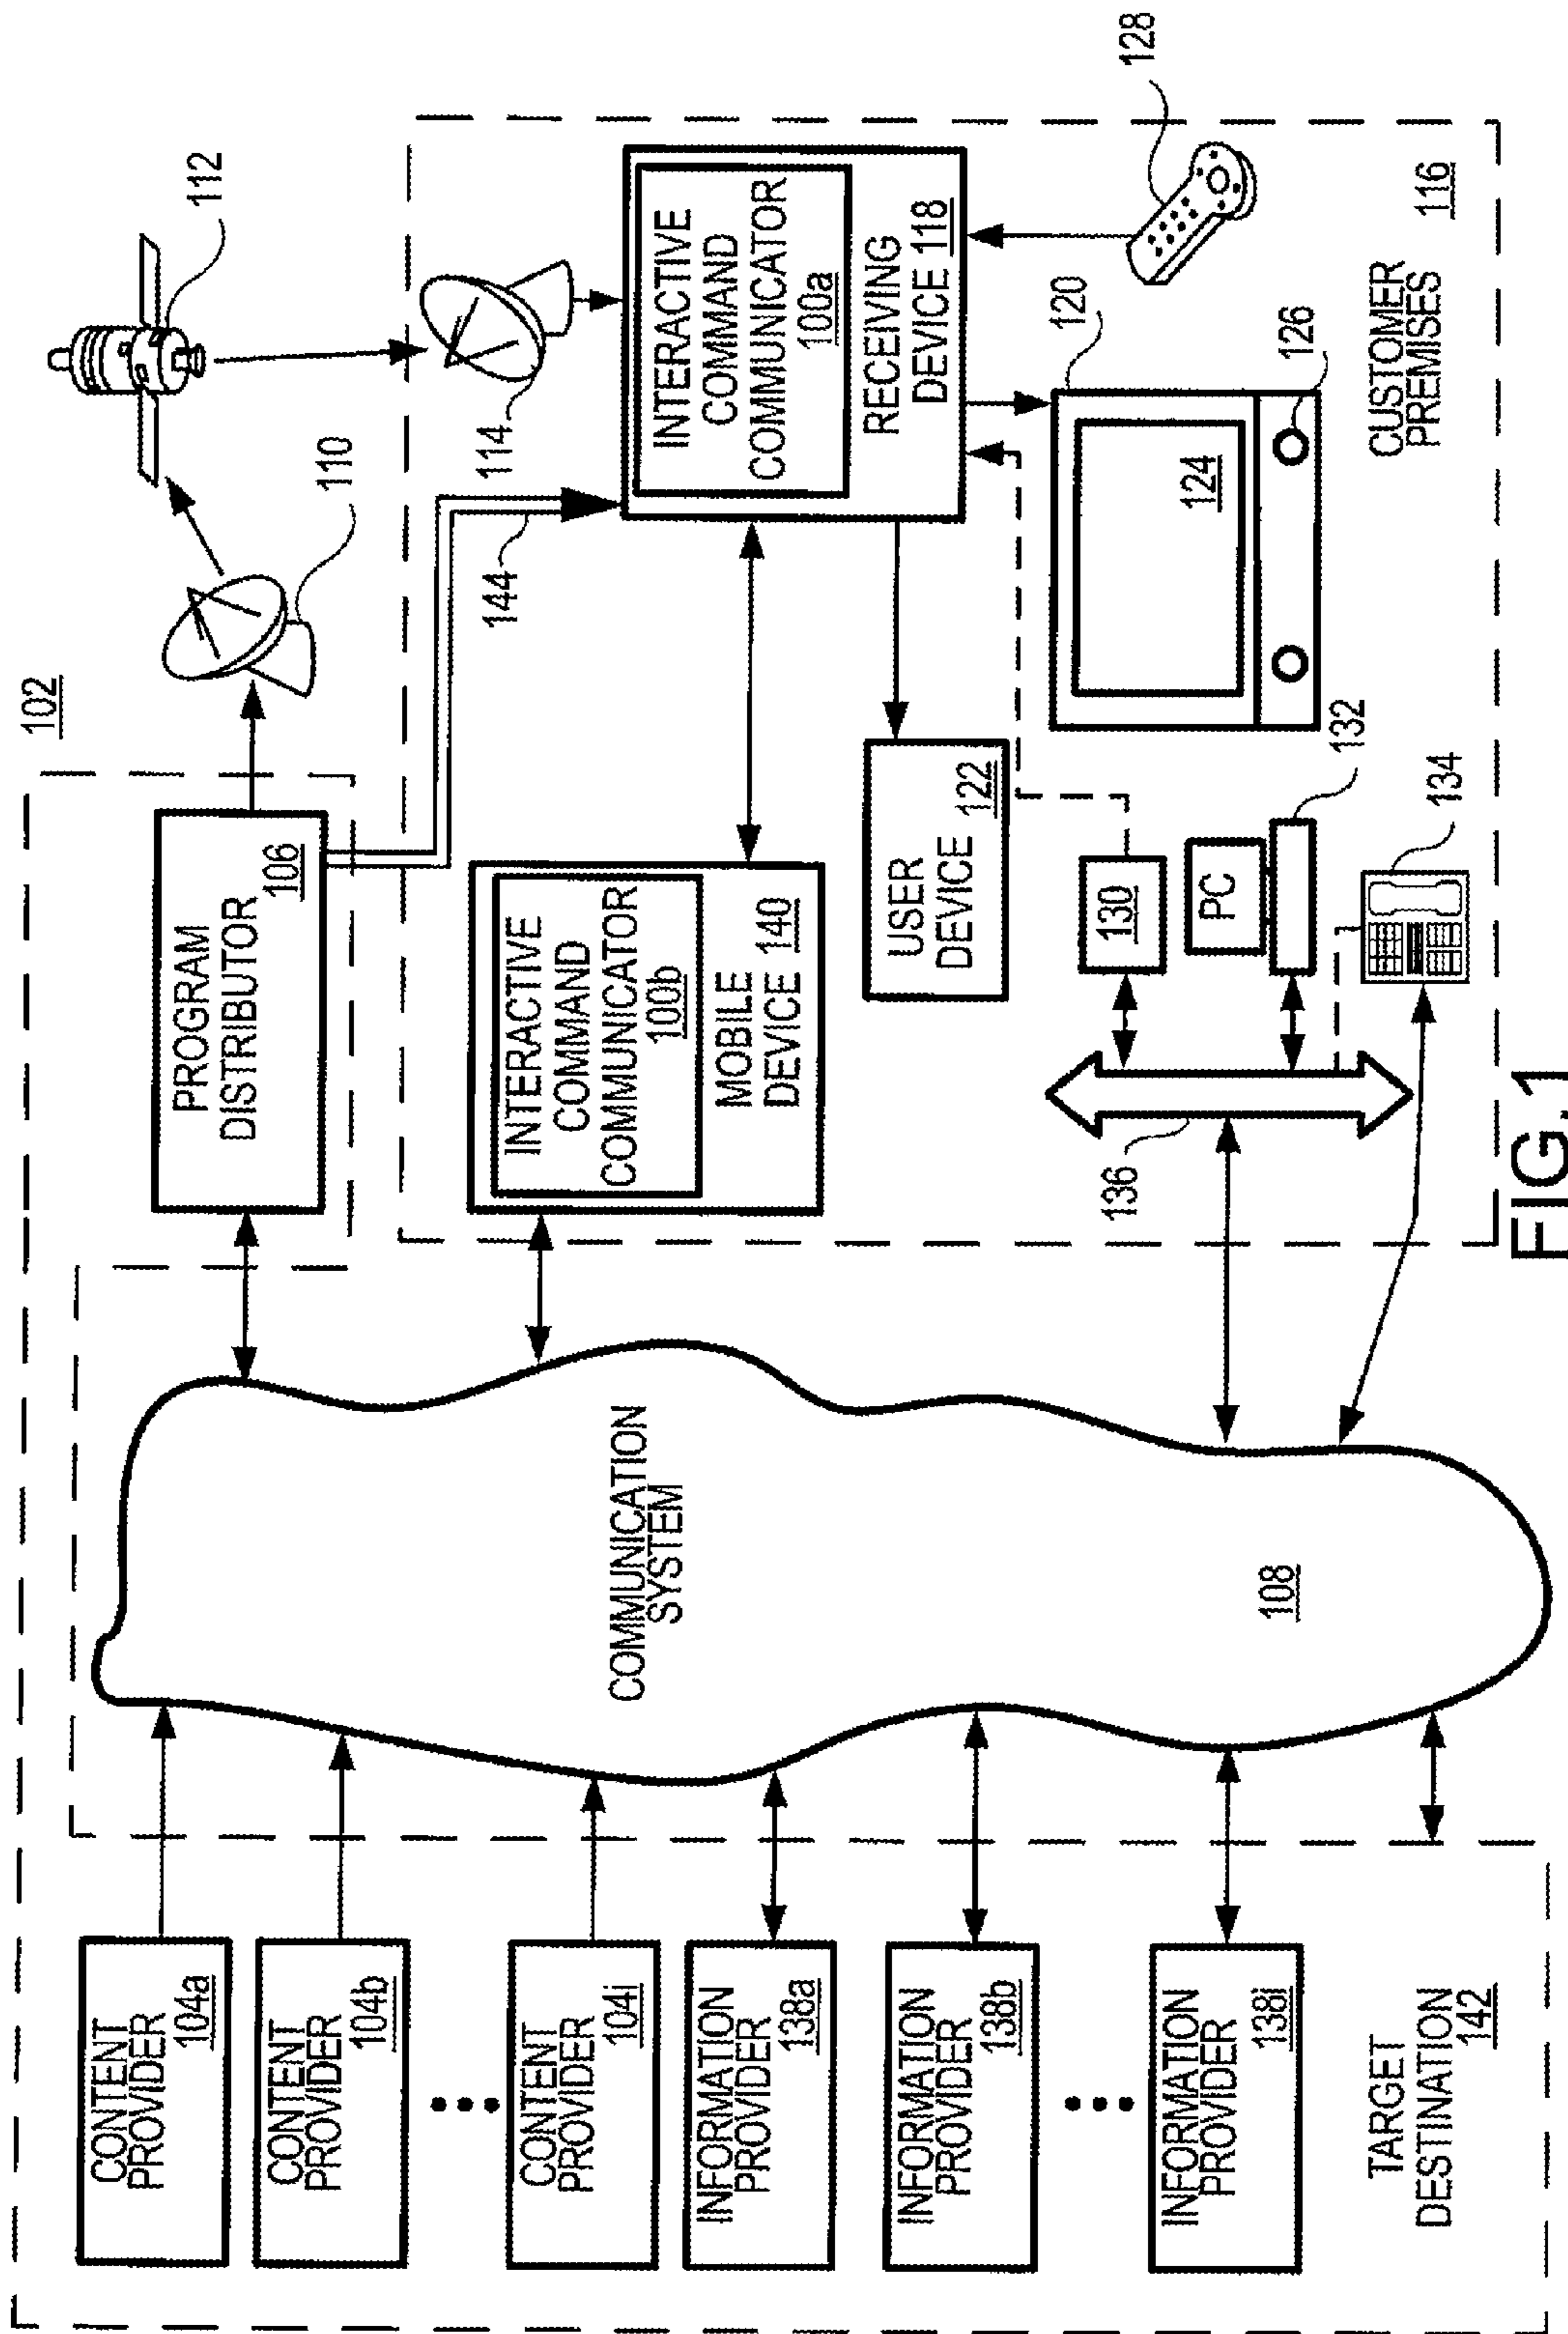 102
CONTENT
PROVIDER
104a
CONTENT
PROVIDER
104b
CONTENT
PROVIDER
104i
INFORMATION
PROVIDER
138a
INFORMATION
PROVIDER
138b
INFORMATION
PROVIDER
138i
TARGET
DESTINATION
142
COMMUNICATION
SYSTEM
108
PROGRAM
DISTRIBUTOR
106
110
112
114
144
INTERACTIVE
COMMAND
COMMUNICATOR
100b
MOBILE
DEVICE 140
INTERACTIVE
COMMAND
COMMUNICATOR
100a
RECEIVING
DEVICE 118
USER
DEVICE 122
120
124
126
128
130
PC
132
134
136
CUSTOMER
PREMISES
116
FIG.1